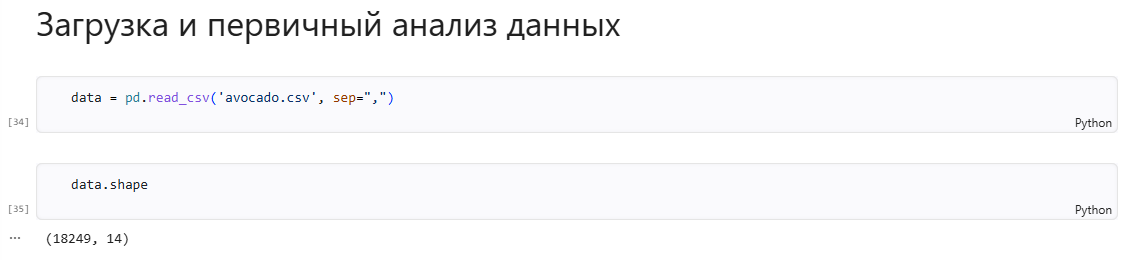 Загрузка и первичный анализ данных
data = pd.read_csv('avocado.csv', sep=",")
[34]
Python
data.shape
[35]
Python
... (18249, 14)